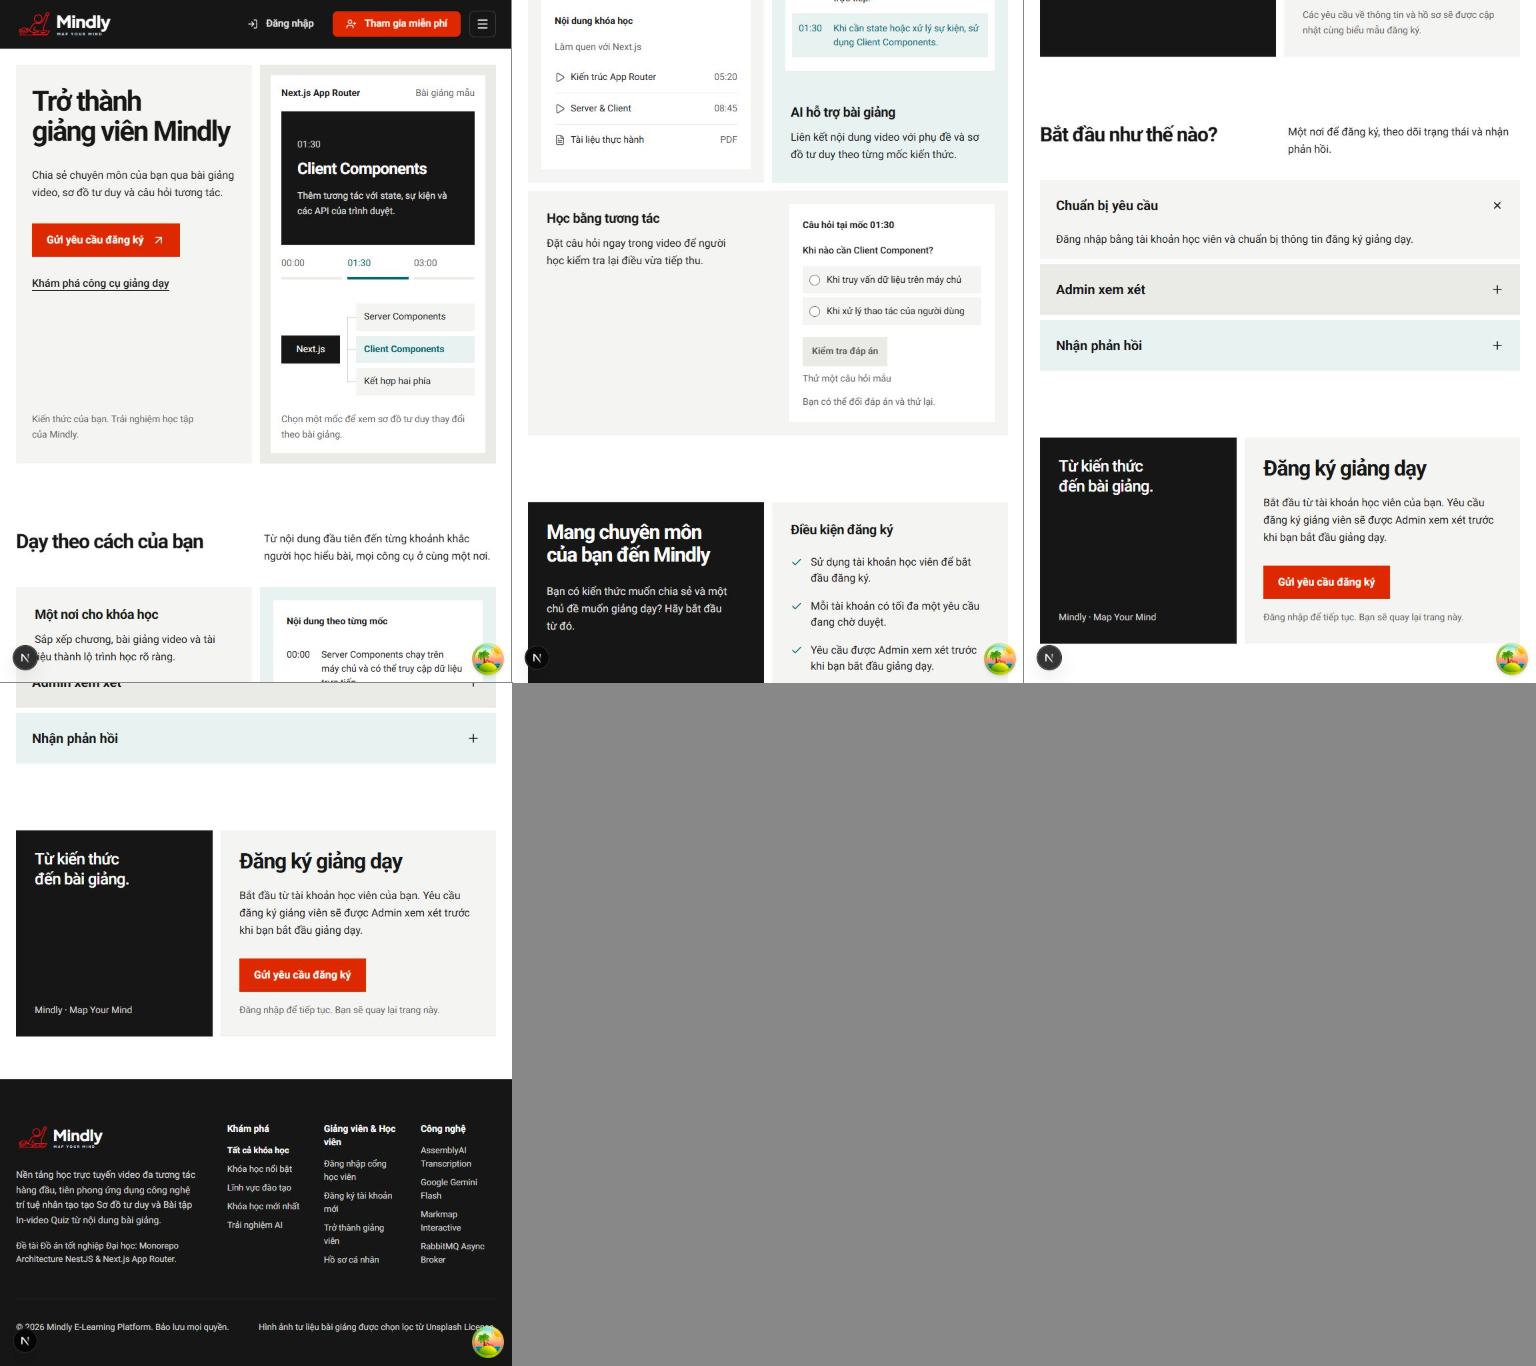 Mindly
MAP YOUR MIND
Đăng nhập
Tham gia miễn phí
Trở thành
giảng viên Mindly
Chia sẻ chuyên môn của bạn qua bài giảng
video, sơ đồ tư duy và câu hỏi tương tác.
Gửi yêu cầu đăng ký
Khám phá công cụ giảng dạy
Kiến thức của bạn. Trải nghiệm học tập
của Mindly.
Next.js App Router
Bài giảng mẫu
01:30
Client Components
Thêm tương tác với state, sự kiện và
các API của trình duyệt.
00:00
01:30
03:00
Next.js
Server Components
Client Components
Kết hợp hai phía
Chọn một mốc để xem sơ đồ tư duy thay đổi
theo bài giảng.
Dạy theo cách của bạn
Từ nội dung đầu tiên đến từng khoảnh khắc
người học hiểu bài, mọi công cụ ở cùng một nơi.
Một nơi cho khóa học
Sắp xếp chương, bài giảng video và tài
liệu thành lộ trình học rõ ràng.
N
Nội dung theo từng mốc
00:00
Server Components chạy trên
máy chủ và có thể truy cập dữ liệu
trực tiếp.
Nội dung khóa học
Làm quen với Next.js
Kiến trúc App Router
05:20
Server & Client
08:45
Tài liệu thực hành
PDF
trực tiếp.
01:30
Khi cần state hoặc xử lý sự kiện, sử
dụng Client Components.
AI hỗ trợ bài giảng
Liên kết nội dung video với phụ đề và sơ
đồ tư duy theo từng mốc kiến thức.
Học bằng tương tác
Đặt câu hỏi ngay trong video để người
học kiểm tra lại điều vừa tiếp thu.
Câu hỏi tại mốc 01:30
Khi nào cần Client Component?
Khi truy vấn dữ liệu trên máy chủ
Khi xử lý thao tác của người dùng
Kiểm tra đáp án
Thử một câu hỏi mẫu
Bạn có thể đổi đáp án và thử lại.
Mang chuyên môn
của bạn đến Mindly
Bạn có kiến thức muốn chia sẻ và một
chủ đề muốn giảng dạy? Hãy bắt đầu
từ đó.
N
Điều kiện đăng ký
Sử dụng tài khoản học viên để bắt
đầu đăng ký.
Mỗi tài khoản có tối đa một yêu cầu
đang chờ duyệt.
Yêu cầu được Admin xem xét trước
khi bạn bắt đầu giảng dạy.
Các yêu cầu về thông tin và hồ sơ sẽ được cập
nhật cùng biểu mẫu đăng ký.
Bắt đầu như thế nào?
Một nơi để đăng ký, theo dõi trạng thái và nhận
phản hồi.
Chuẩn bị yêu cầu
Đăng nhập bằng tài khoản học viên và chuẩn bị thông tin đăng ký giảng dạy.
Admin xem xét
Nhận phản hồi
Từ kiến thức
đến bài giảng.
Mindly · Map Your Mind
Đăng ký giảng dạy
Bắt đầu từ tài khoản học viên của bạn. Yêu cầu
đăng ký giảng viên sẽ được Admin xem xét trước
khi bạn bắt đầu giảng dạy.
Gửi yêu cầu đăng ký
Đăng nhập để tiếp tục. Bạn sẽ quay lại trang này.
N
Admin xem xét
Nhận phản hồi
Từ kiến thức
đến bài giảng.
Mindly · Map Your Mind
Đăng ký giảng dạy
Bắt đầu từ tài khoản học viên của bạn. Yêu cầu
đăng ký giảng viên sẽ được Admin xem xét trước
khi bạn bắt đầu giảng dạy.
Gửi yêu cầu đăng ký
Đăng nhập để tiếp tục. Bạn sẽ quay lại trang này.
Mindly
MAP YOUR MIND
Nền tảng học trực tuyến video đa tương tác
hàng đầu, tiên phong ứng dụng công nghệ
trí tuệ nhân tạo tạo Sơ đồ tư duy và Bài tập
In-video Quiz từ nội dung bài giảng.
Đề tài Đồ án tốt nghiệp Đại học: Monorepo
Architecture NestJS & Next.js App Router.
Khám phá
Tất cả khóa học
Khóa học nổi bật
Lĩnh vực đào tạo
Khóa học mới nhất
Trải nghiệm AI
Giảng viên & Học
viên
Đăng nhập cổng
học viên
Đăng ký tài khoản
mới
Trở thành giảng
viên
Hồ sơ cá nhân
Công nghệ
AssemblyAI
Transcription
Google Gemini
Flash
Markmap
Interactive
RabbitMQ Async
Broker
© 2026 Mindly E-Learning Platform. Bảo lưu mọi quyền.
Hình ảnh tư liệu bài giảng được chọn lọc từ Unsplash License.
N